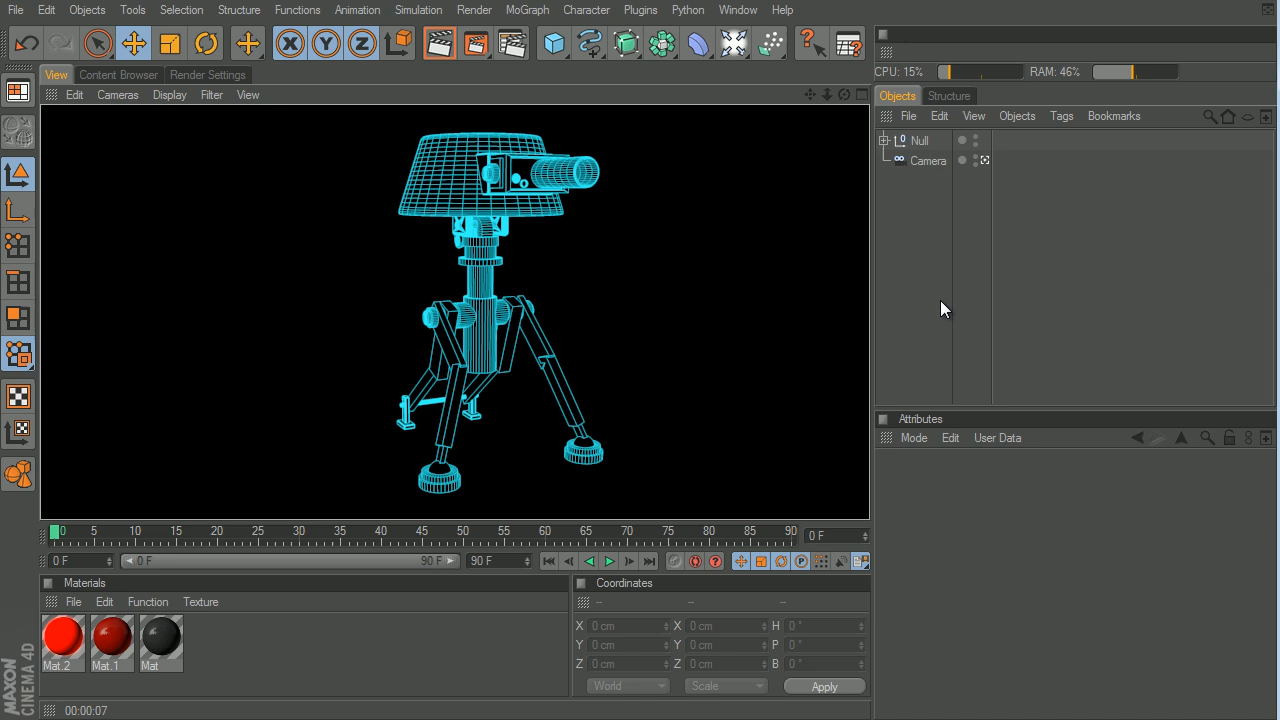 File Edit Objects Tools Selection Structure Functions Animation Simulation Render MoGraph Character Plugins Python Window Help
CPU: 15% RAM: 46%
View Content Browser Render Settings
Edit Cameras Display Filter View
Objects Structure
File Edit View Objects Tags Bookmarks
Null
Camera
Attributes
Mode Edit User Data
0 5 10 15 20 25 30 35 40 45 50 55 60 65 70 75 80 85 90 0 F
0 F 0 F 90 F 90 F
Materials
File Edit Function Texture
Mat.2 Mat.1 Mat
Coordinates
-- -- --
X 0 cm X 0 cm H 0 °
Y 0 cm Y 0 cm P 0 °
Z 0 cm Z 0 cm B 0 °
World Scale Apply
MAXON
CINEMA 4D
00:00:07